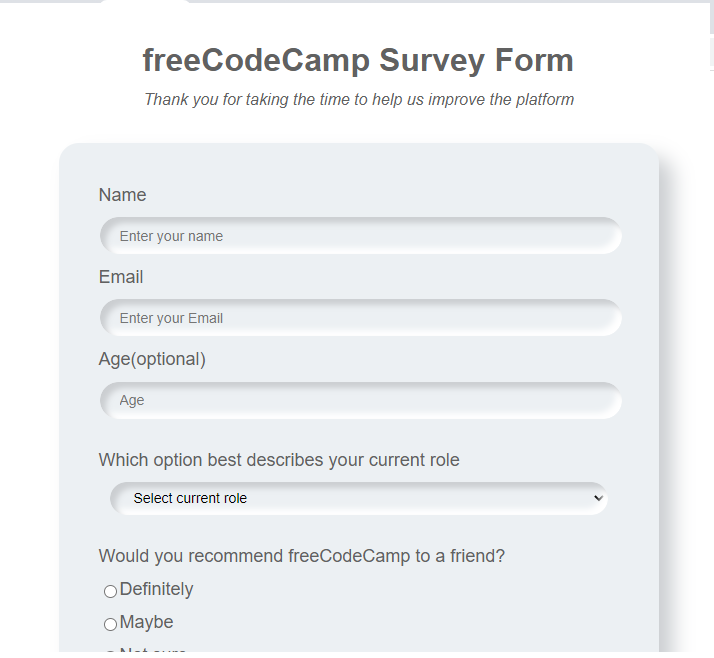 freeCodeCamp Survey Form
Thank you for taking the time to help us improve the platform
Name
Enter your name
Email
Enter your Email
Age(optional)
Age
Which option best describes your current role
Select current role
Would you recommend freeCodeCamp to a friend?
Definitely
Maybe
Not sure